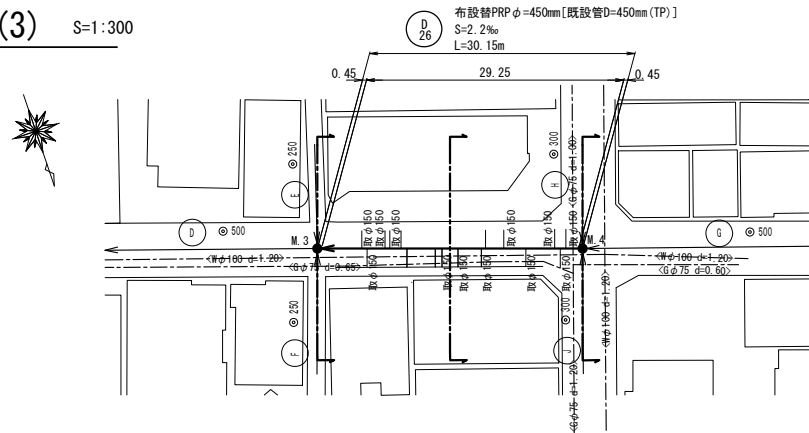 (3) S=1:300
D
26
布設替PRPφ=450mm[既設管D=450mm(TP)]
S=2.2‰
L=30.15m
0.45
29.25
0.45
◎ 250
E
取φ150
取φ150
取φ150
取φ150
取φ150
取φ150
◎ 300
H
<Gφ75 d=1.00>
D
◎ 500
M.3
M.4
G
◎ 500
<Wφ100 d=1.20>
<Gφ75 d=0.65>
<Wφ100 d=1.20>
<Gφ75 d=0.60>
取φ150
取φ150
取φ150
取φ150
取φ150
取φ150
◎ 250
F
◎ 300
J
<Wφ100 d=1.20>
<Gφ75 d=1.20>